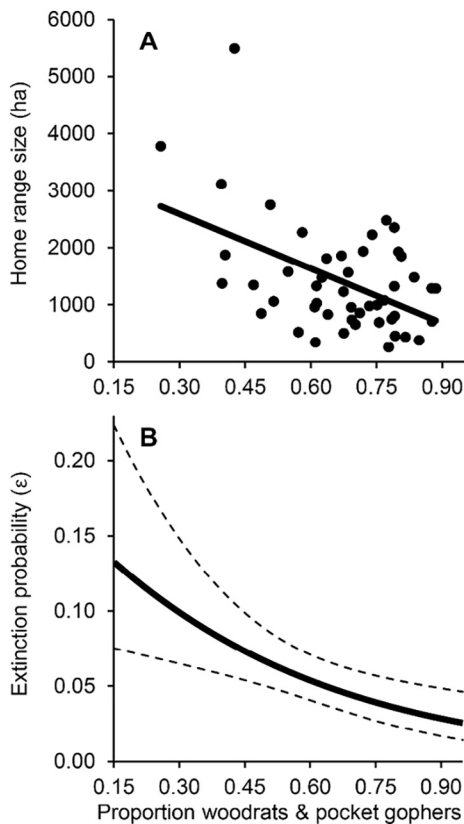 A
Home range size (ha)
6000
5000
4000
3000
2000
1000
0
0.15 0.30 0.45 0.60 0.75 0.90
B
Extinction probability (ε)
0.20
0.15
0.10
0.05
0.00
0.15 0.30 0.45 0.60 0.75 0.90
Proportion woodrats & pocket gophers